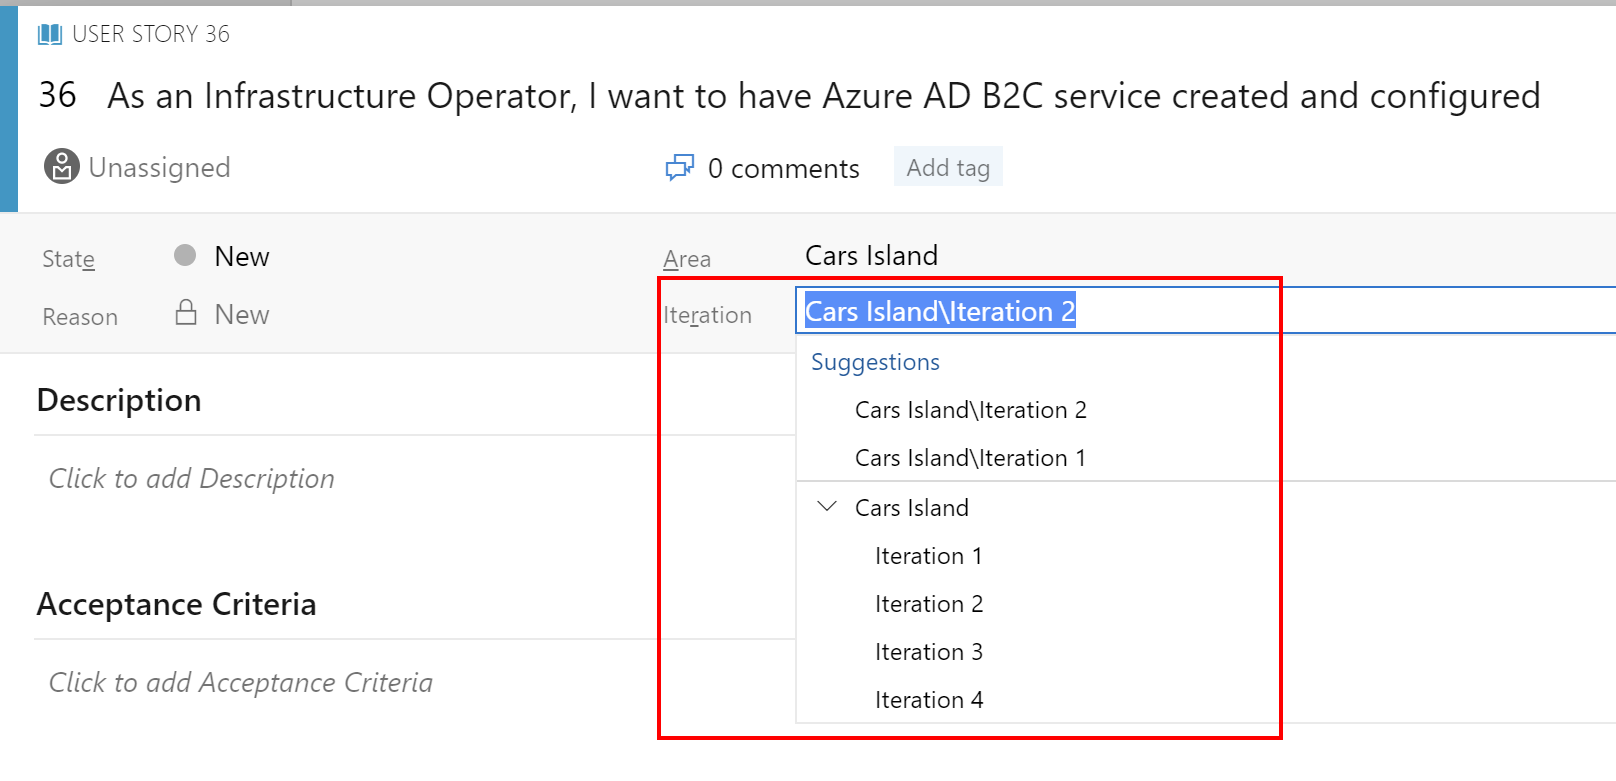 USER STORY 36
36 As an Infrastructure Operator, I want to have Azure AD B2C service created and configured
Unassigned
0 comments
Add tag
State
New
Area
Cars Island
Reason
New
Iteration
Cars Island\Iteration 2
Suggestions
Cars Island\Iteration 2
Cars Island\Iteration 1
Cars Island
Iteration 1
Iteration 2
Iteration 3
Iteration 4
Description
Click to add Description
Acceptance Criteria
Click to add Acceptance Criteria